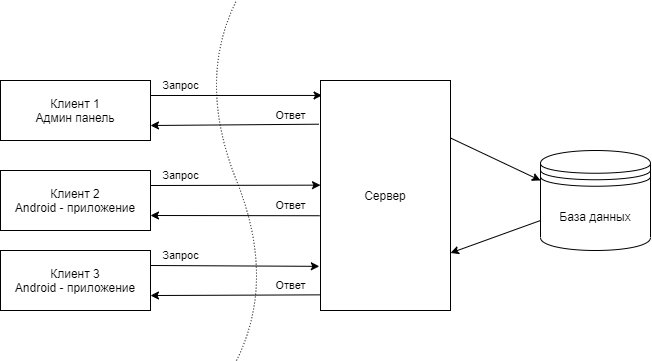 Запрос
Клиент 1
Админ панель
Ответ
Запрос
Клиент 2
Android - приложение
Ответ
Запрос
Клиент 3
Android - приложение
Ответ
Сервер
База данных